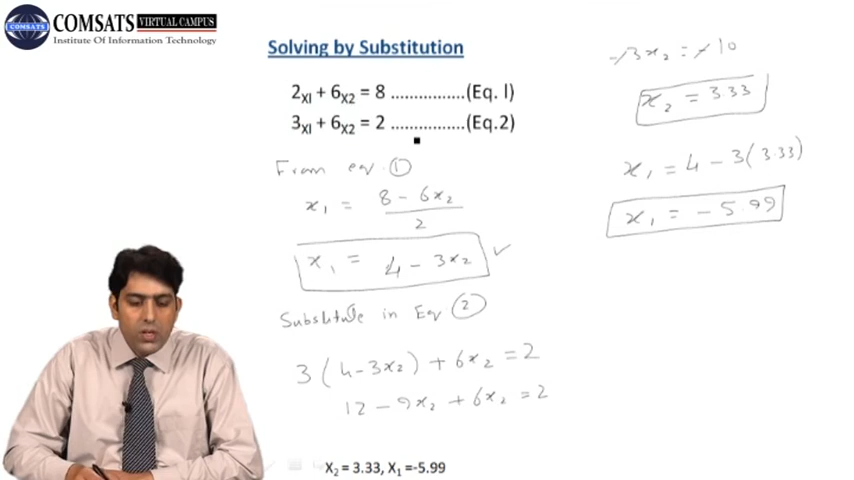 COMSATS VIRTUAL CAMPUS
Institute Of Information Technology
Solving by Substitution
2x1 + 6x2 = 8 ................(Eq. 1)
3x1 + 6x2 = 2 .................(Eq.2)
From eq. ①
x₁ = 8 - 6x₂
2
x₁ = 4 - 3x₂ ✓
Substitute in Eq ②
3(4-3x₂) + 6x₂ = 2
12 - 9x₂ + 6x₂ = 2
-3x₂ = -10
x₂ = 3.33
x₁ = 4 - 3(3.33)
x₁ = -5.99
X₂ = 3.33, X₁ =-5.99